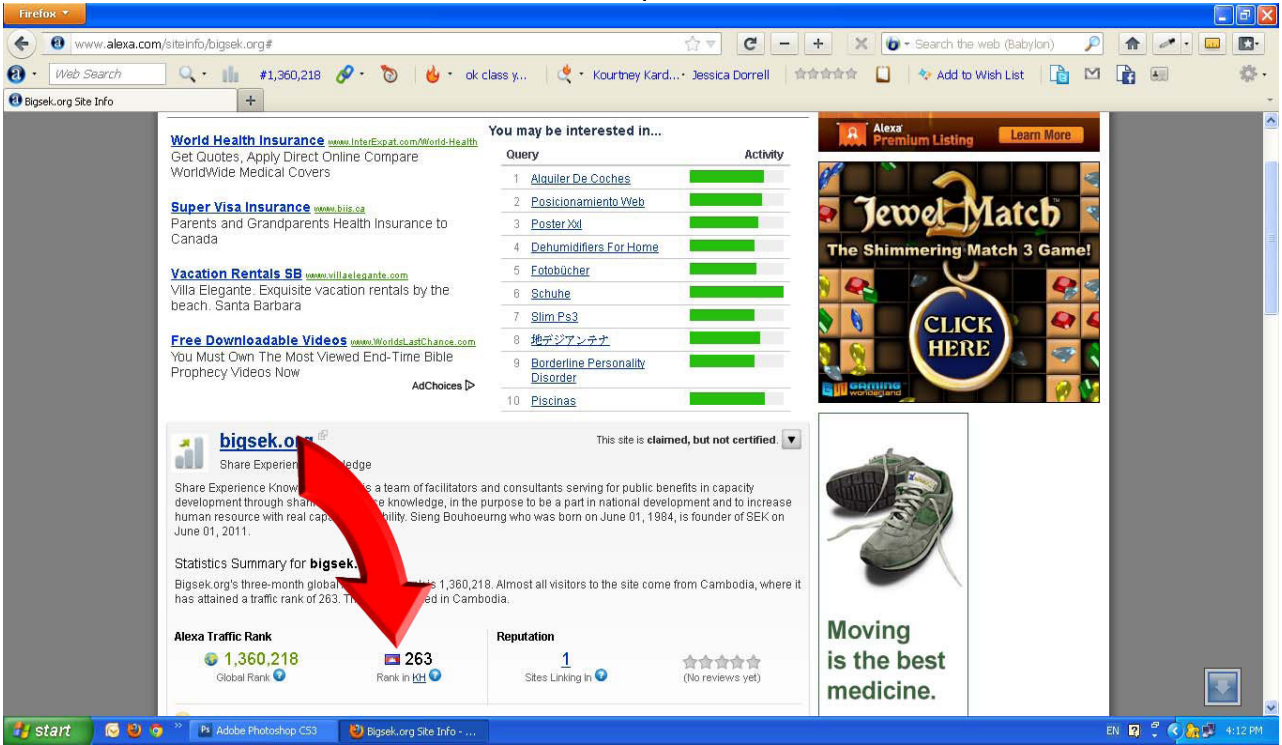 Firefox
www.alexa.com/siteinfo/bigsek.org#
Search the web (Babylon)
Web Search
#1,360,218
ok class y...
Kourtney Kard...
Jessica Dorrell
Add to Wish List
Bigsek.org Site Info
World Health Insurance www.InterExpat.com/World-Health
Get Quotes, Apply Direct Online Compare
WorldWide Medical Covers
Super Visa Insurance www.biis.ca
Parents and Grandparents Health Insurance to
Canada
Vacation Rentals SB www.villaelegante.com
Villa Elegante. Exquisite vacation rentals by the
beach. Santa Barbara
Free Downloadable Videos www.WorldsLastChance.com
You Must Own The Most Viewed End-Time Bible
Prophecy Videos Now
AdChoices
You may be interested in...
Query Activity
1 Alquiler De Coches
2 Posicionamiento Web
3 Poster Xxl
4 Dehumidifiers For Home
5 Fotobücher
6 Schuhe
7 Slim Ps3
8 地デジアンテナ
9 Borderline Personality
Disorder
10 Piscinas
Alexa
Premium Listing
Learn More
Jewel Match
2
The Shimmering Match 3 Game!
CLICK
HERE
GW gaming
wonderland
bigsek.org
This site is claimed, but not certified.
Share Experien ledge
Share Experience Know is a team of facilitators and consultants serving for public benefits in capacity
development through shar ce knowledge, in the purpose to be a part in national development and to increase
human resource with real cap bility. Sieng Bouhoeurng who was born on June 01, 1984, is founder of SEK on
June 01, 2011.
Statistics Summary for bigsek.
Bigsek.org's three-month global is 1,360,218. Almost all visitors to the site come from Cambodia, where it
has attained a traffic rank of 263. T ed in Cambodia.
Alexa Traffic Rank
Reputation
1,360,218
263
1
Global Rank
Rank in KH
Sites Linking In
(No reviews yet)
Moving
is the best
medicine.
start
Ps Adobe Photoshop CS3
Bigsek.org Site Info - ...
EN
4:12 PM